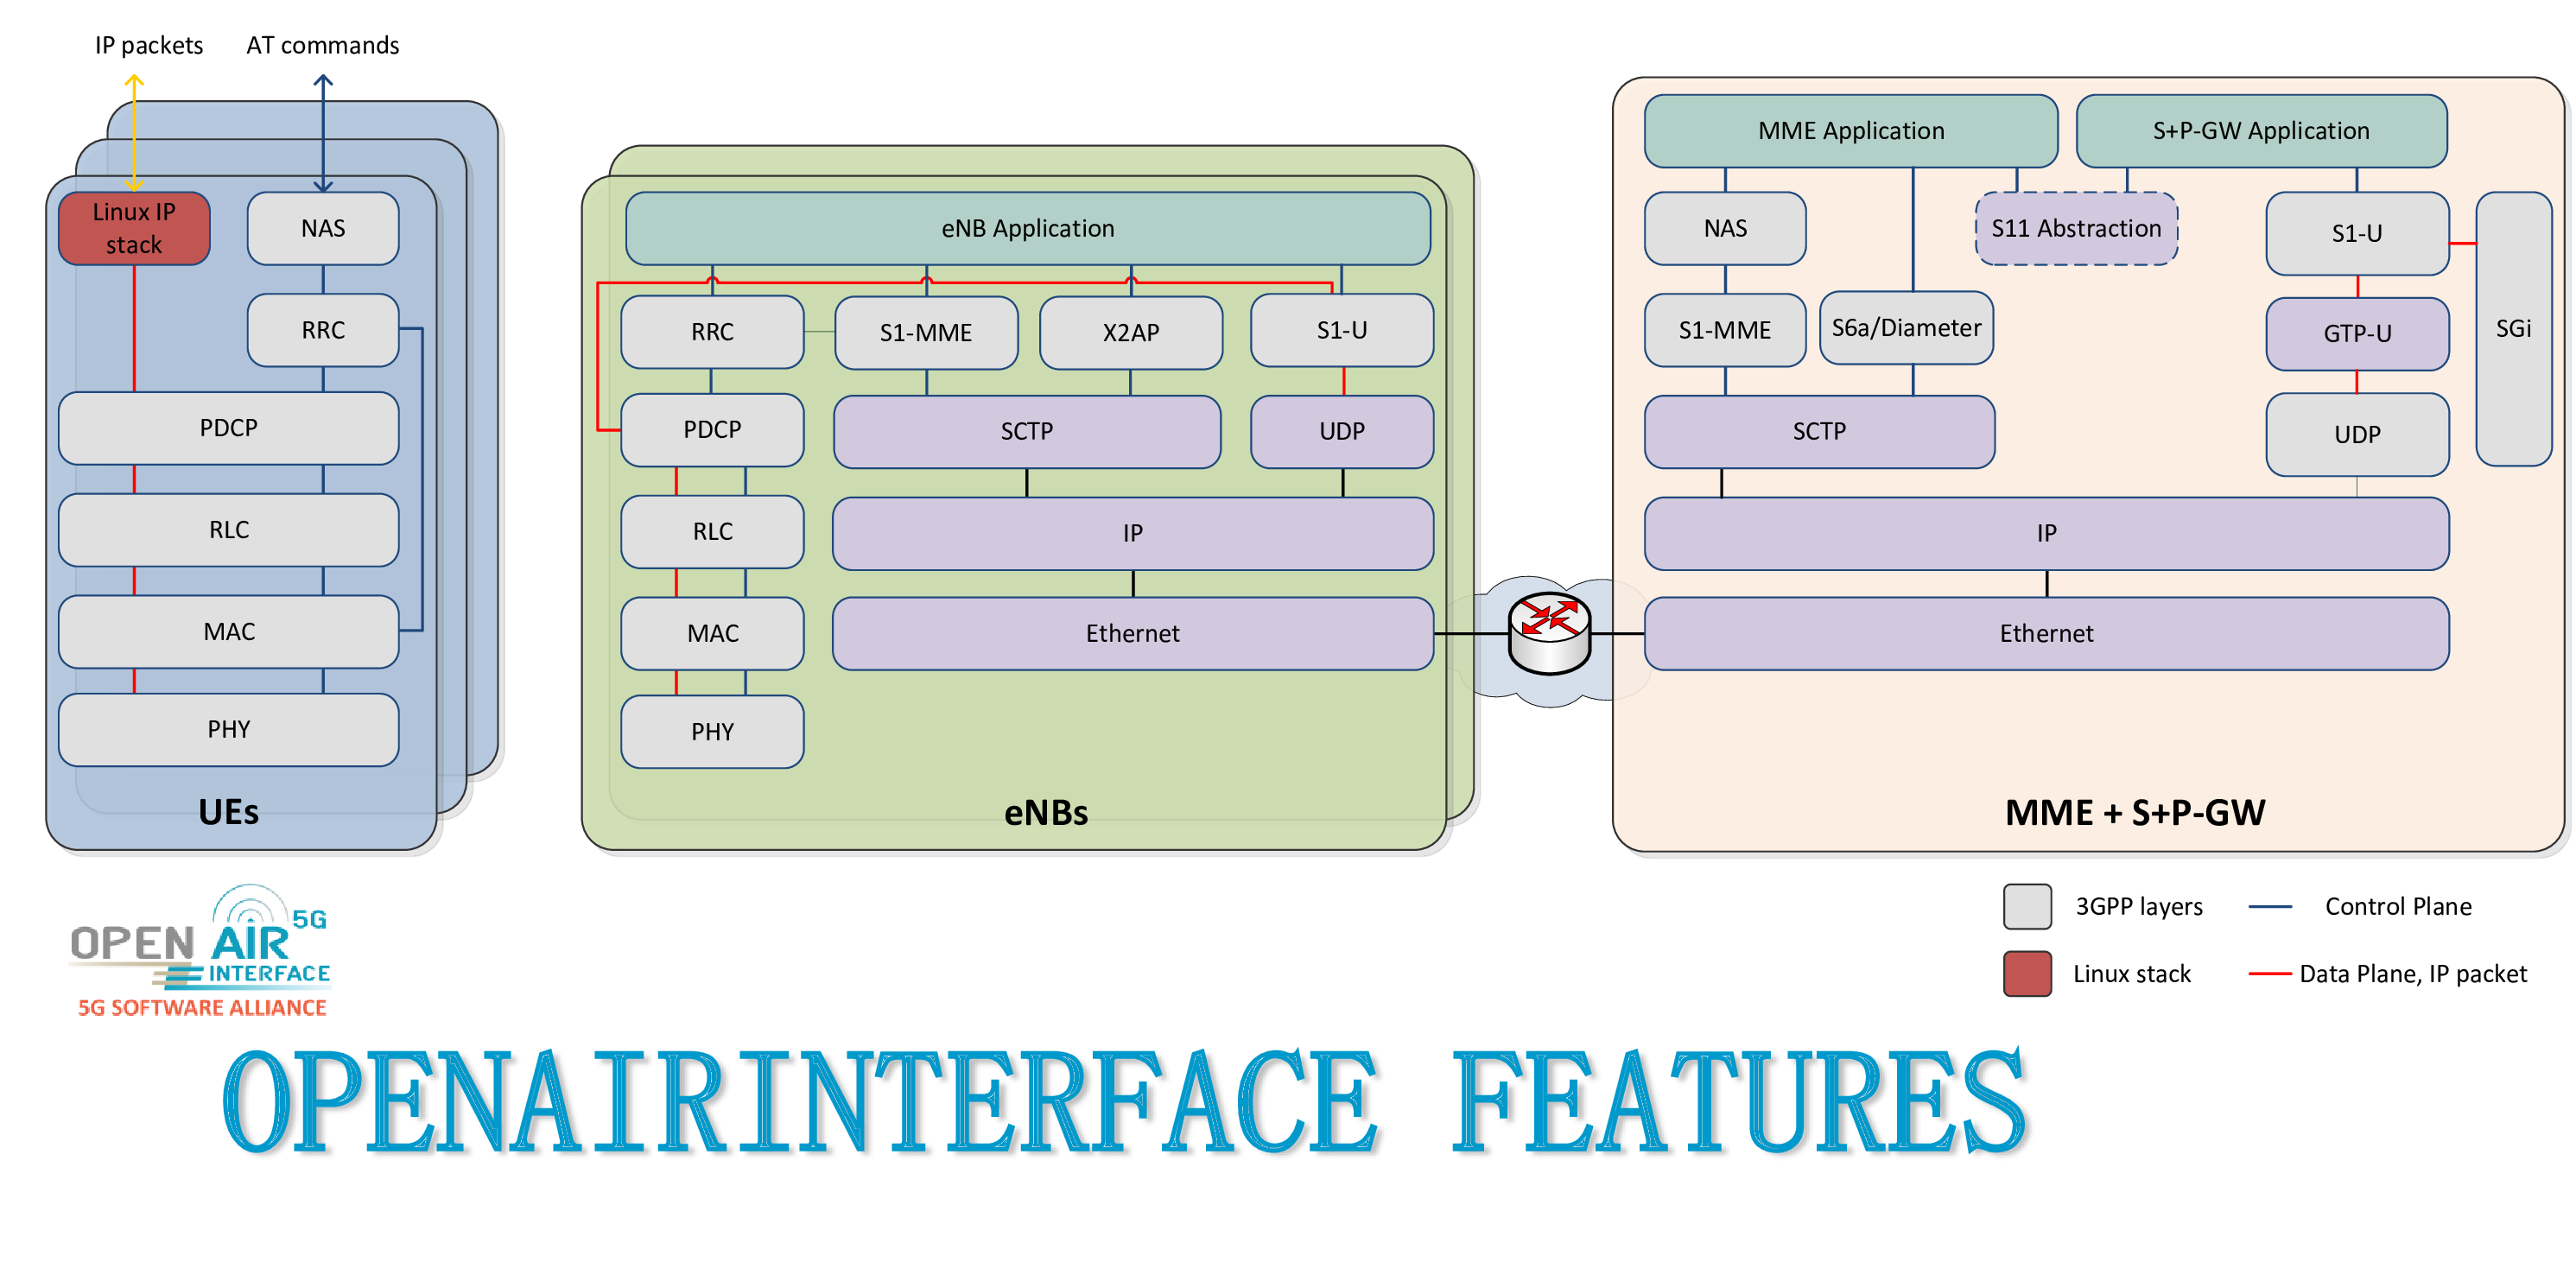 IP packets
AT commands
Linux IP
stack
NAS
RRC
PDCP
RLC
MAC
PHY
UEs
eNB Application
RRC
S1-MME
X2AP
S1-U
PDCP
SCTP
UDP
RLC
IP
MAC
Ethernet
PHY
eNBs
MME Application
S+P-GW Application
NAS
S11 Abstraction
S1-U
S1-MME
S6a/Diameter
GTP-U
SGi
SCTP
UDP
IP
Ethernet
MME + S+P-GW
3GPP layers
Control Plane
Linux stack
Data Plane, IP packet
5G
OPEN AIR
INTERFACE
5G SOFTWARE ALLIANCE
OPENAIRINTERFACE FEATURES